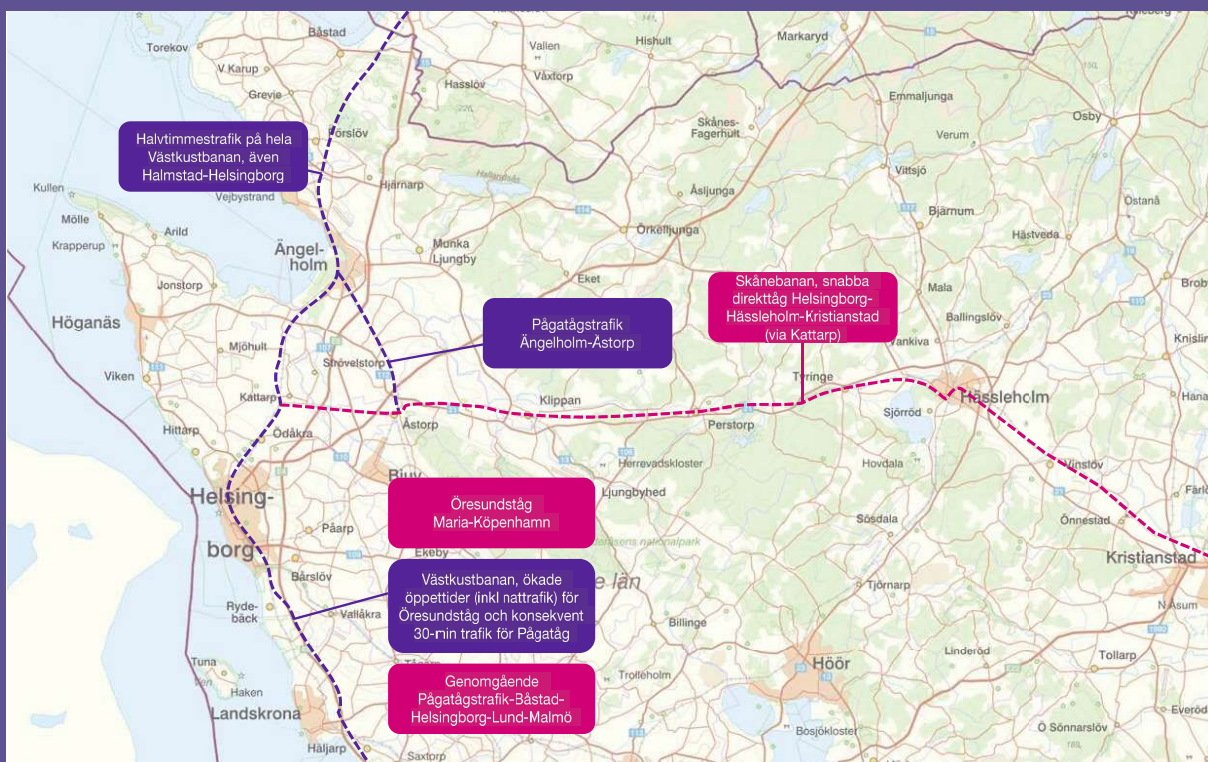 Torekov
Båstad
Hishult
Markaryd
Vallen
Våxtorp
Hasslöv
V Karup
Grevie
Emmaljunga
Osby
Skånes-
Fagerhult
Verum
Halvtimmestrafik på hela
Västkustbanan, även
Halmstad-Helsingborg
Hjärnarp
Vejbystrand
Kullen
Mölle
Krapperup
Arild
Åsljunga
Vittsjö
Östanå
Bjärnum
Hästveda
Örkelljunga
Ängel-
holm
Munka
Ljungby
Eket
Jonstorp
Mala
Ballingslöv
Skånebanan, snabba
direkttåg Helsingborg-
Hässleholm-Kristianstad
(via Kattarp)
Höganäs
Pågatågstrafik
Ängelholm-Åstorp
Mjöhult
Strövelstorp
Viken
Tyringe
Hässleholm
Kattarp
Klippan
Åstorp
Perstorp
Sjörröd
Hittarp
Ödåkra
Bjuv
Herrevadskloster
Hovdala
Vinslöv
Ljungbyhed
Helsing-
borg
Öresundståg
Maria-Köpenhamn
Påarp
Sösdala
Önnestad
Ekeby
Kristianstad
Bårslöv
Västkustbanan, ökade
öppettider (inkl nattrafik) för
Öresundståg och konsekvent
30-min trafik för Pågatåg
Tjörnarp
N Åsum
Ryde-
bäck
Vallåkra
Billinge
Linderöd
Tollarp
Höör
Tuna
Ven
Haken
Trolleholm
Genomgående
Pågatågstrafik-Båstad-
Helsingborg-Lund-Malmö
Landskrona
Häljarp
Saxtorp
Bosjökloster
Ö Sönnarslöv